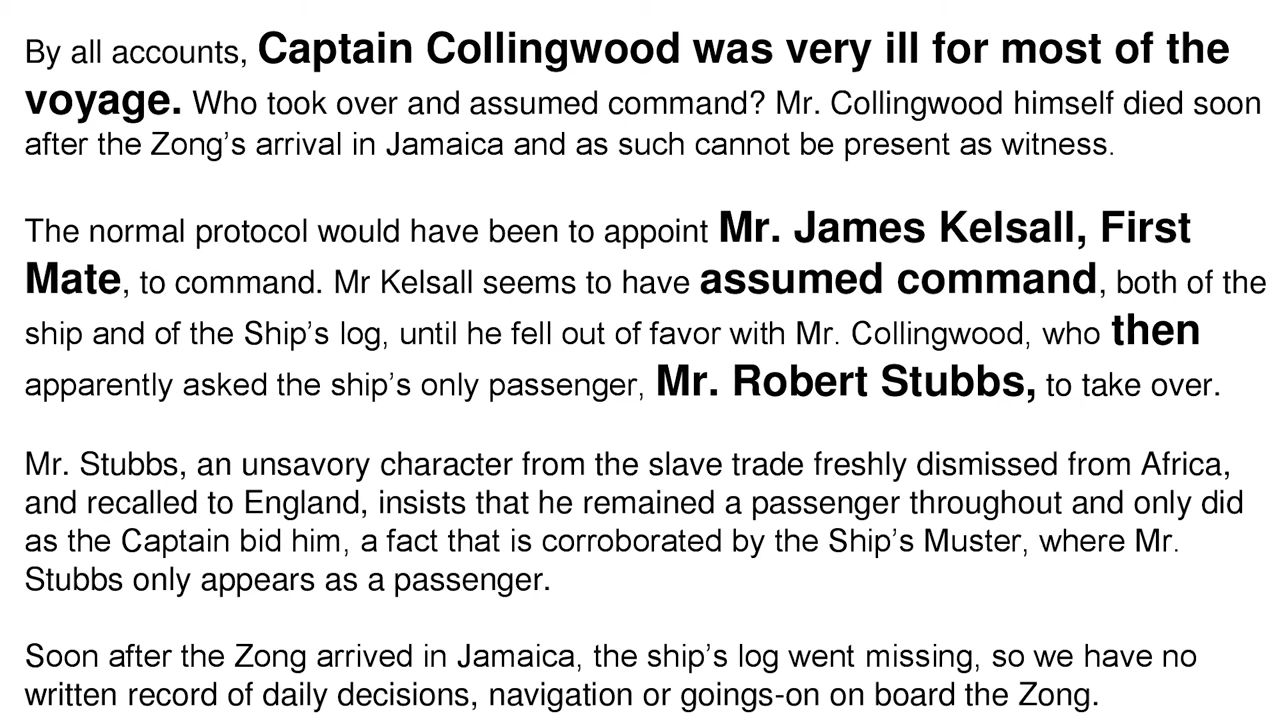 By all accounts, Captain Collingwood was very ill for most of the
voyage. Who took over and assumed command? Mr. Collingwood himself died soon
after the Zong’s arrival in Jamaica and as such cannot be present as witness.
The normal protocol would have been to appoint Mr. James Kelsall, First
Mate, to command. Mr Kelsall seems to have assumed command, both of the
ship and of the Ship’s log, until he fell out of favor with Mr. Collingwood, who then
apparently asked the ship’s only passenger, Mr. Robert Stubbs, to take over.
Mr. Stubbs, an unsavory character from the slave trade freshly dismissed from Africa,
and recalled to England, insists that he remained a passenger throughout and only did
as the Captain bid him, a fact that is corroborated by the Ship’s Muster, where Mr.
Stubbs only appears as a passenger.
Soon after the Zong arrived in Jamaica, the ship’s log went missing, so we have no
written record of daily decisions, navigation or goings-on on board the Zong.